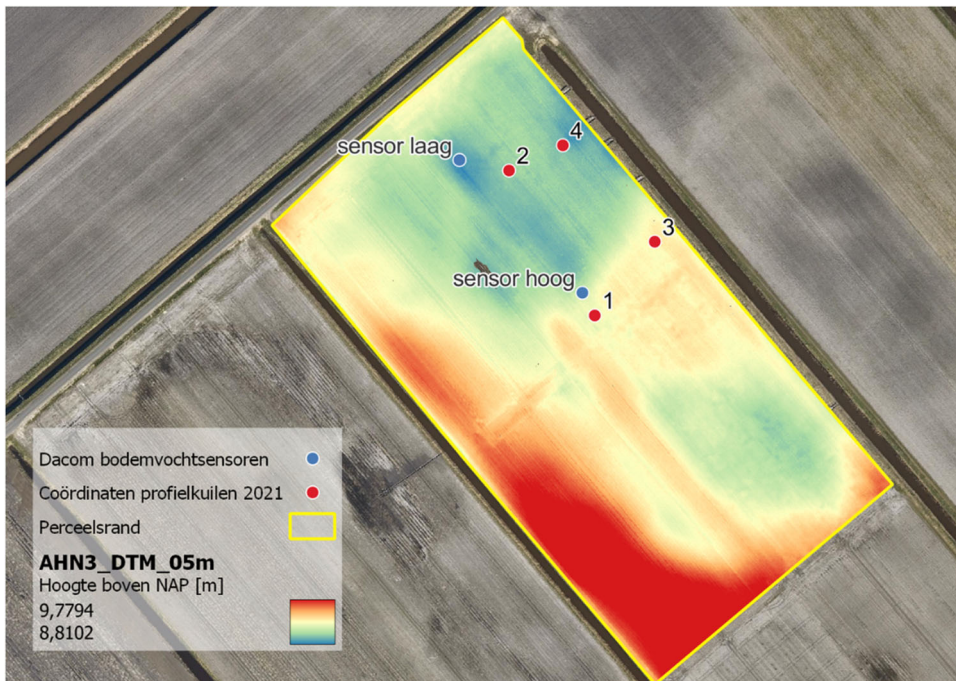 4
sensor laag
2
3
sensor hoog
1
Dacom bodemvochtsensoren
Coördinaten profielkuilen 2021
Perceelsrand
AHN3_DTM_05m
Hoogte boven NAP [m]
9,7794
8,8102